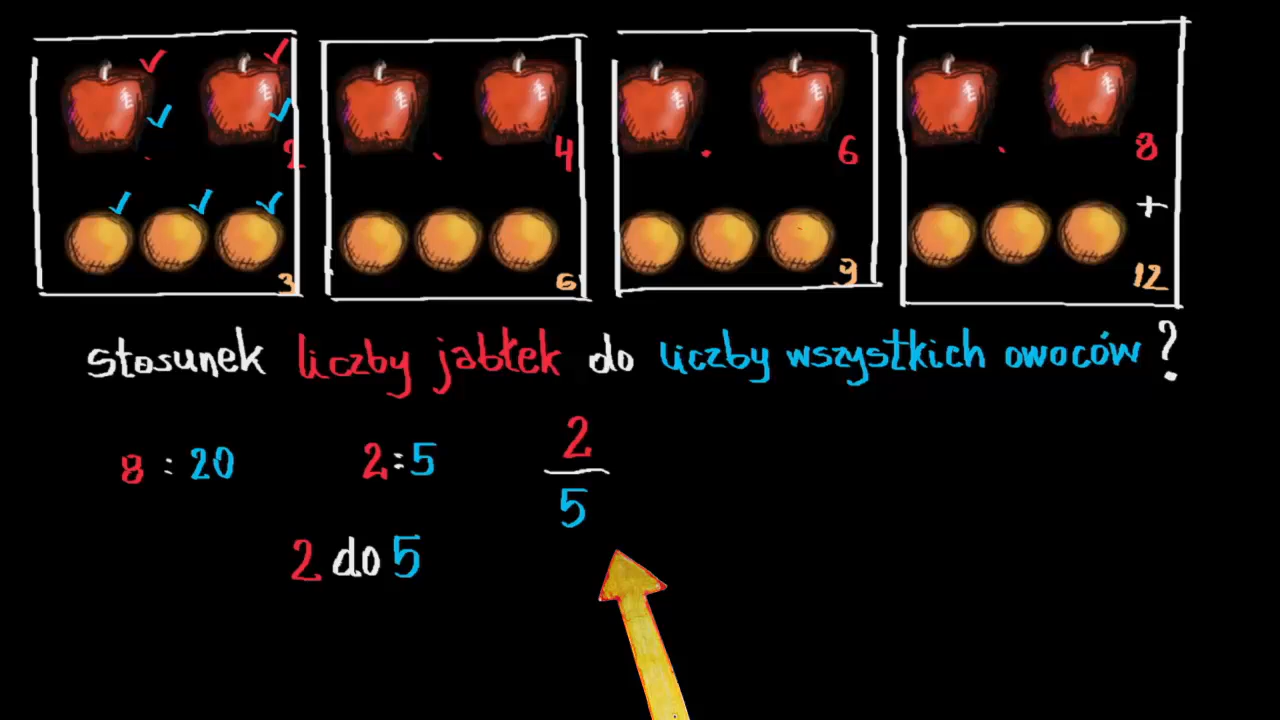 2 4 6 8
+
3 6 9 12
stosunek liczby jabłek do liczby wszystkich owoców?
8 : 20 2:5 2/5
2 do 5